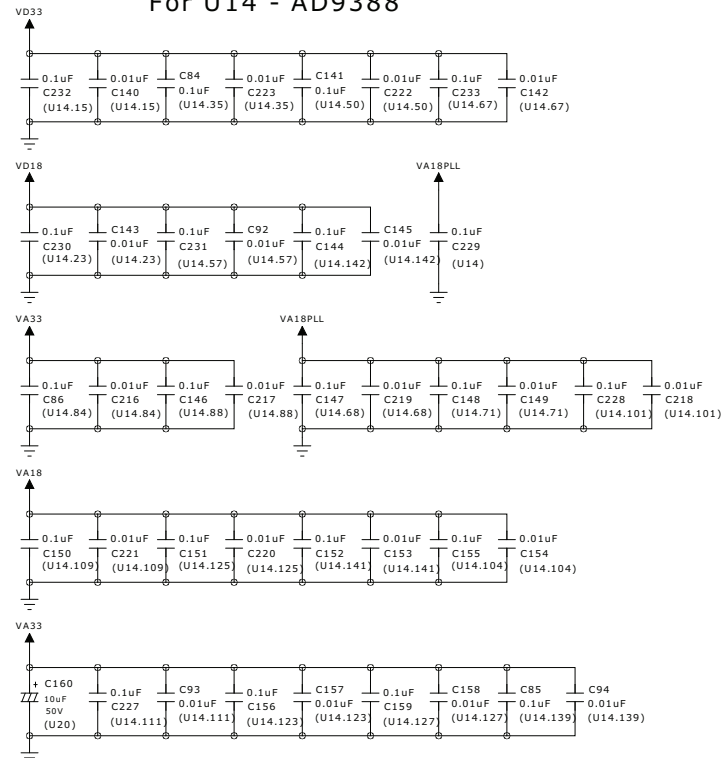 For U14 - AD9388
VD33
0.1uF
C232
(U14.15)
0.01uF
C140
(U14.15)
C84
0.1uF
(U14.35)
0.01uF
C223
(U14.35)
C141
0.1uF
(U14.50)
0.01uF
C222
(U14.50)
0.1uF
C233
(U14.67)
0.01uF
C142
(U14.67)
VD18
0.1uF
C230
(U14.23)
C143
0.01uF
(U14.23)
0.1uF
C231
(U14.57)
C92
0.01uF
(U14.57)
0.1uF
C144
(U14.142)
C145
0.01uF
(U14.142)
VA18PLL
0.1uF
C229
(U14)
VA33
0.1uF
C86
(U14.84)
0.01uF
C216
(U14.84)
0.1uF
C146
(U14.88)
0.01uF
C217
(U14.88)
VA18PLL
0.1uF
C147
(U14.68)
0.01uF
C219
(U14.68)
0.1uF
C148
(U14.71)
0.01uF
C149
(U14.71)
0.1uF
C228
(U14.101)
0.01uF
C218
(U14.101)
VA18
0.1uF
C150
(U14.109)
0.01uF
C221
(U14.109)
0.1uF
C151
(U14.125)
0.01uF
C220
(U14.125)
0.1uF
C152
(U14.141)
0.01uF
C153
(U14.141)
0.1uF
C155
(U14.104)
0.01uF
C154
(U14.104)
VA33
+ C160
10uF
50V
(U20)
0.1uF
C227
(U14.111)
C93
0.01uF
(U14.111)
0.1uF
C156
(U14.123)
C157
0.01uF
(U14.123)
0.1uF
C159
(U14.127)
C158
0.01uF
(U14.127)
C85
0.1uF
(U14.139)
C94
0.01uF
(U14.139)